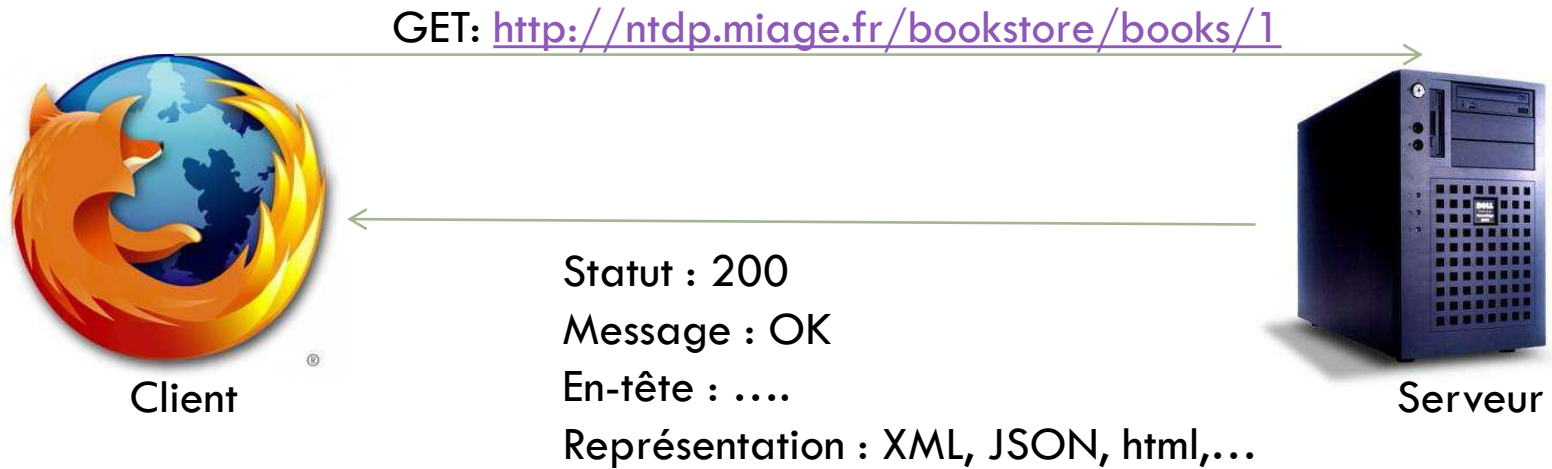 GET: http://ntdp.miage.fr/bookstore/books/1
®
DELL
Statut : 200
Message : OK
En-tête : ....
Représentation : XML, JSON, html,...
Client
Serveur